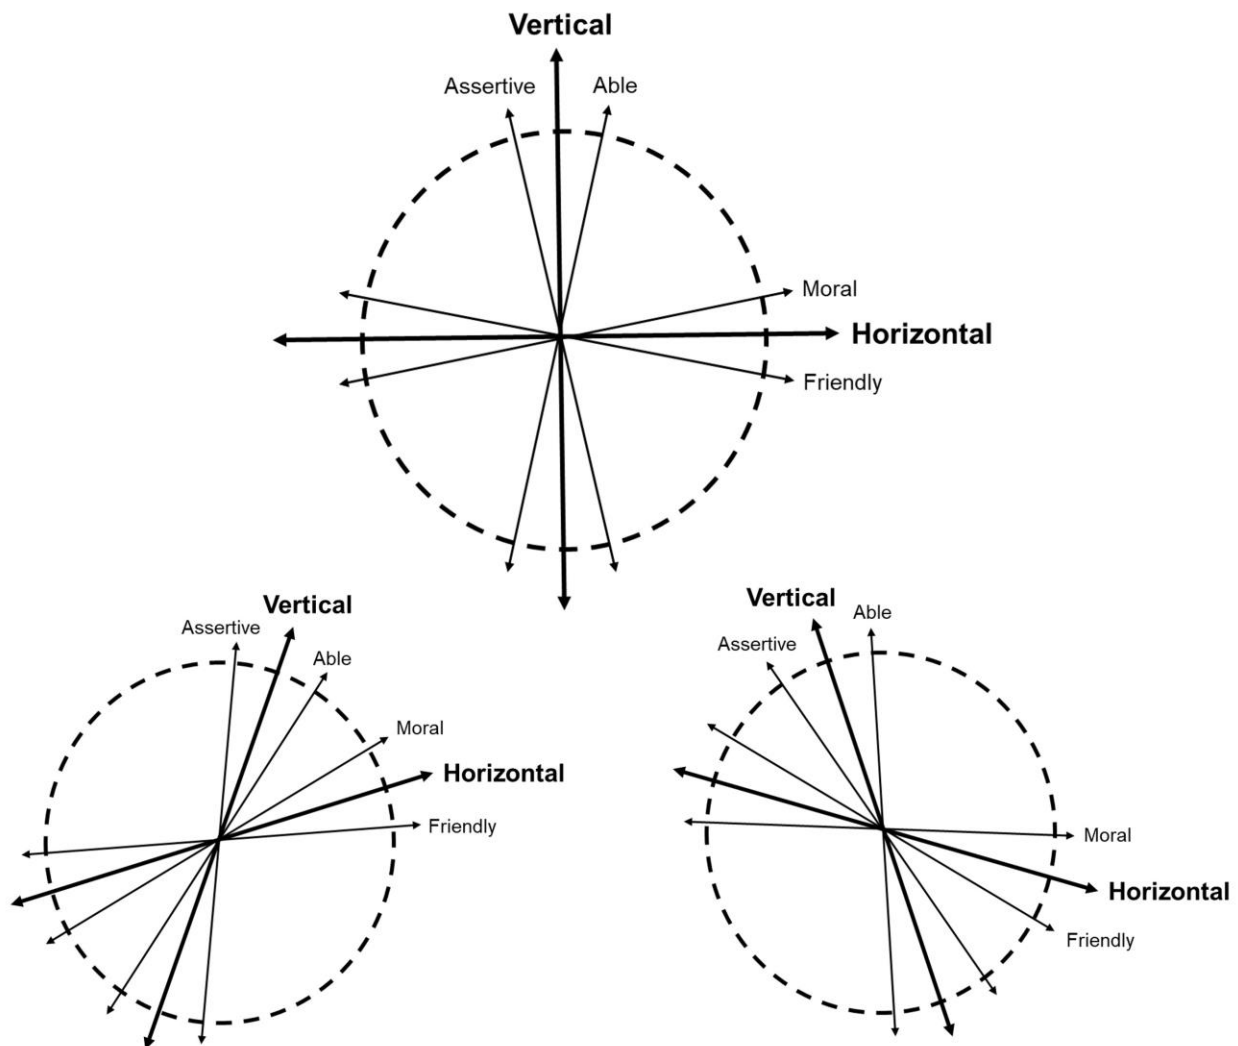 Vertical
Assertive
Able
Moral
Horizontal
Friendly
Vertical
Assertive
Able
Moral
Horizontal
Friendly
Vertical
Able
Assertive
Moral
Horizontal
Friendly